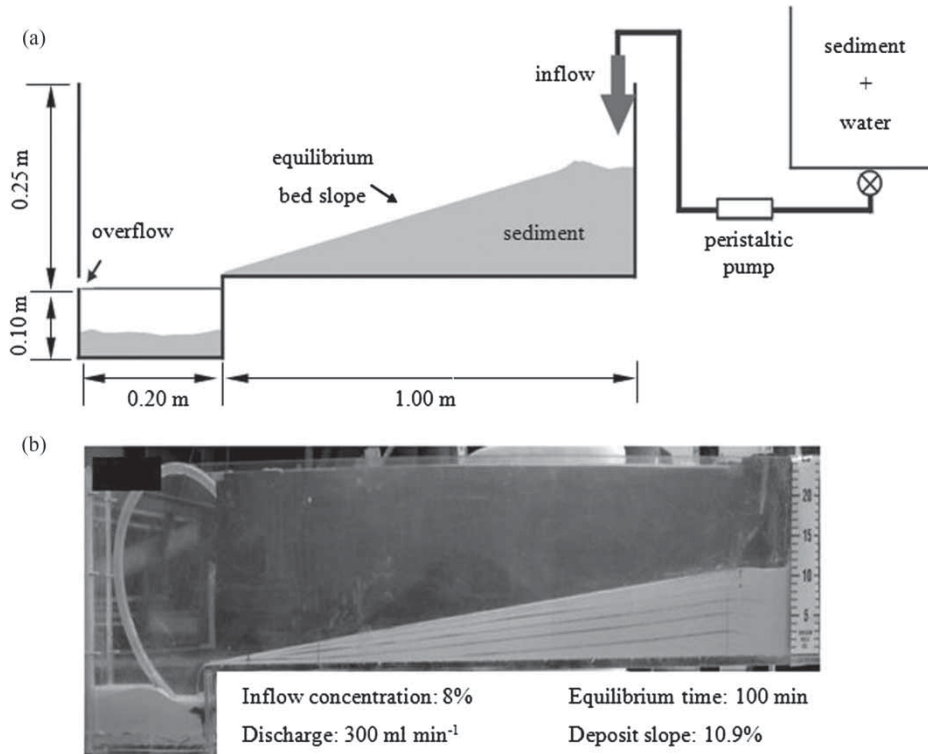 (a)
sediment
+
water
inflow
equilibrium
bed slope
0.25 m
overflow
sediment
peristaltic
pump
0.10 m
0.20 m
1.00 m
(b)
20
15
10
5
Inflow concentration: 8%
Equilibrium time: 100 min
Discharge: 300 ml min⁻¹
Deposit slope: 10.9%